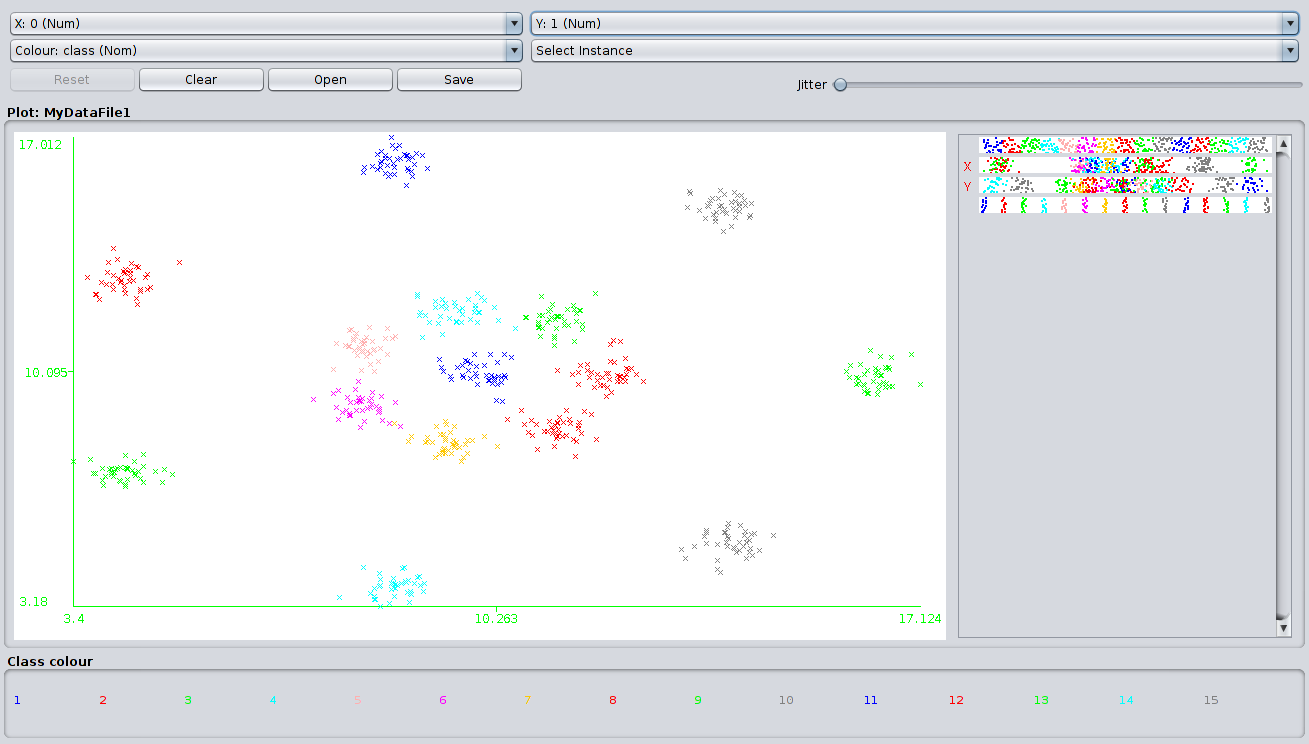 X: 0 (Num) Y: 1 (Num)
Colour: class (Nom) Select Instance
Reset Clear Open Save Jitter
Plot: MyDataFile1
17.012
X
Y
10.095
3.18
3.4 10.263 17.124
Class colour
1 2 3 4 5 6 7 8 9 10 11 12 13 14 15